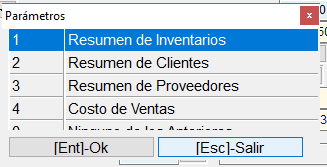 Parámetros
1 Resumen de Inventarios
2 Resumen de Clientes
3 Resumen de Proveedores
4 Costo de Ventas
[Ent]-Ok [Esc]-Salir